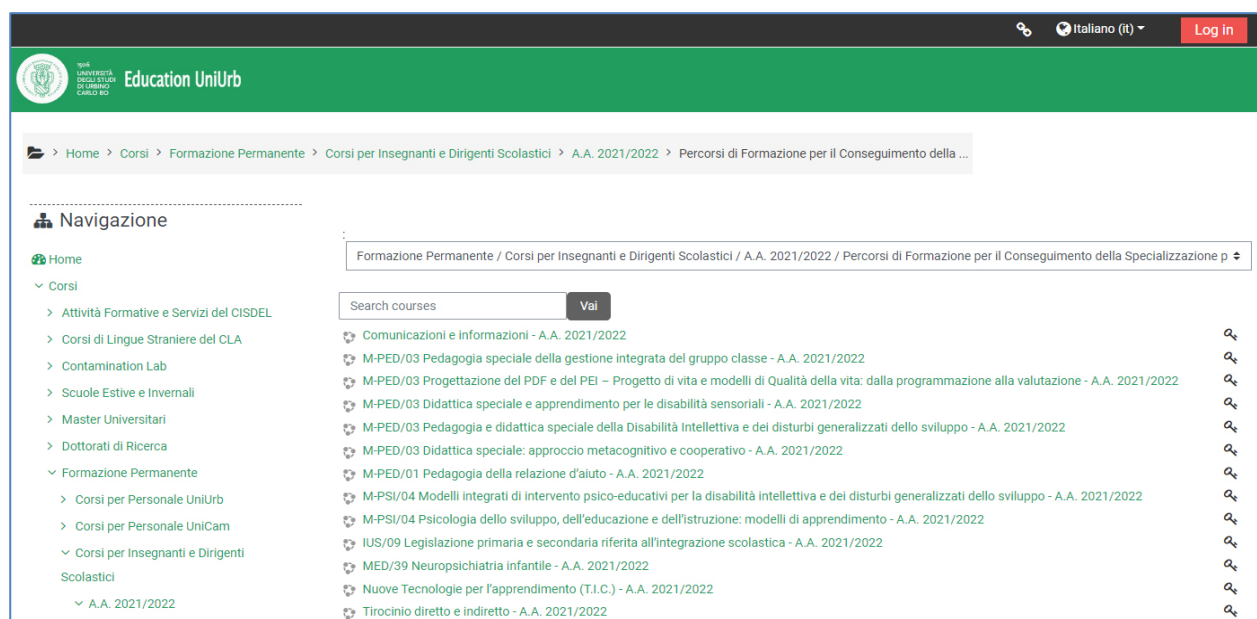 Italiano (it)
Log in
1506
UNIVERSITÀ
DEGLI STUDI
DI URBINO
CARLO BO
Education UniUrb
> Home > Corsi > Formazione Permanente > Corsi per Insegnanti e Dirigenti Scolastici > A.A. 2021/2022 > Percorsi di Formazione per il Conseguimento della ...
Navigazione
Home
Corsi
Attività Formative e Servizi del CISDEL
Corsi di Lingue Straniere del CLA
Contamination Lab
Scuole Estive e Invernali
Master Universitari
Dottorati di Ricerca
Formazione Permanente
Corsi per Personale UniUrb
Corsi per Personale UniCam
Corsi per Insegnanti e Dirigenti
Scolastici
A.A. 2021/2022
:
Formazione Permanente / Corsi per Insegnanti e Dirigenti Scolastici / A.A. 2021/2022 / Percorsi di Formazione per il Conseguimento della Specializzazione p
Search courses
Vai
Comunicazioni e informazioni - A.A. 2021/2022
M-PED/03 Pedagogia speciale della gestione integrata del gruppo classe - A.A. 2021/2022
M-PED/03 Progettazione del PDF e del PEI – Progetto di vita e modelli di Qualità della vita: dalla programmazione alla valutazione - A.A. 2021/2022
M-PED/03 Didattica speciale e apprendimento per le disabilità sensoriali - A.A. 2021/2022
M-PED/03 Pedagogia e didattica speciale della Disabilità Intellettiva e dei disturbi generalizzati dello sviluppo - A.A. 2021/2022
M-PED/03 Didattica speciale: approccio metacognitivo e cooperativo - A.A. 2021/2022
M-PED/01 Pedagogia della relazione d'aiuto - A.A. 2021/2022
M-PSI/04 Modelli integrati di intervento psico-educativi per la disabilità intellettiva e dei disturbi generalizzati dello sviluppo - A.A. 2021/2022
M-PSI/04 Psicologia dello sviluppo, dell'educazione e dell'istruzione: modelli di apprendimento - A.A. 2021/2022
IUS/09 Legislazione primaria e secondaria riferita all'integrazione scolastica - A.A. 2021/2022
MED/39 Neuropsichiatria infantile - A.A. 2021/2022
Nuove Tecnologie per l'apprendimento (T.I.C.) - A.A. 2021/2022
Tirocinio diretto e indiretto - A.A. 2021/2022